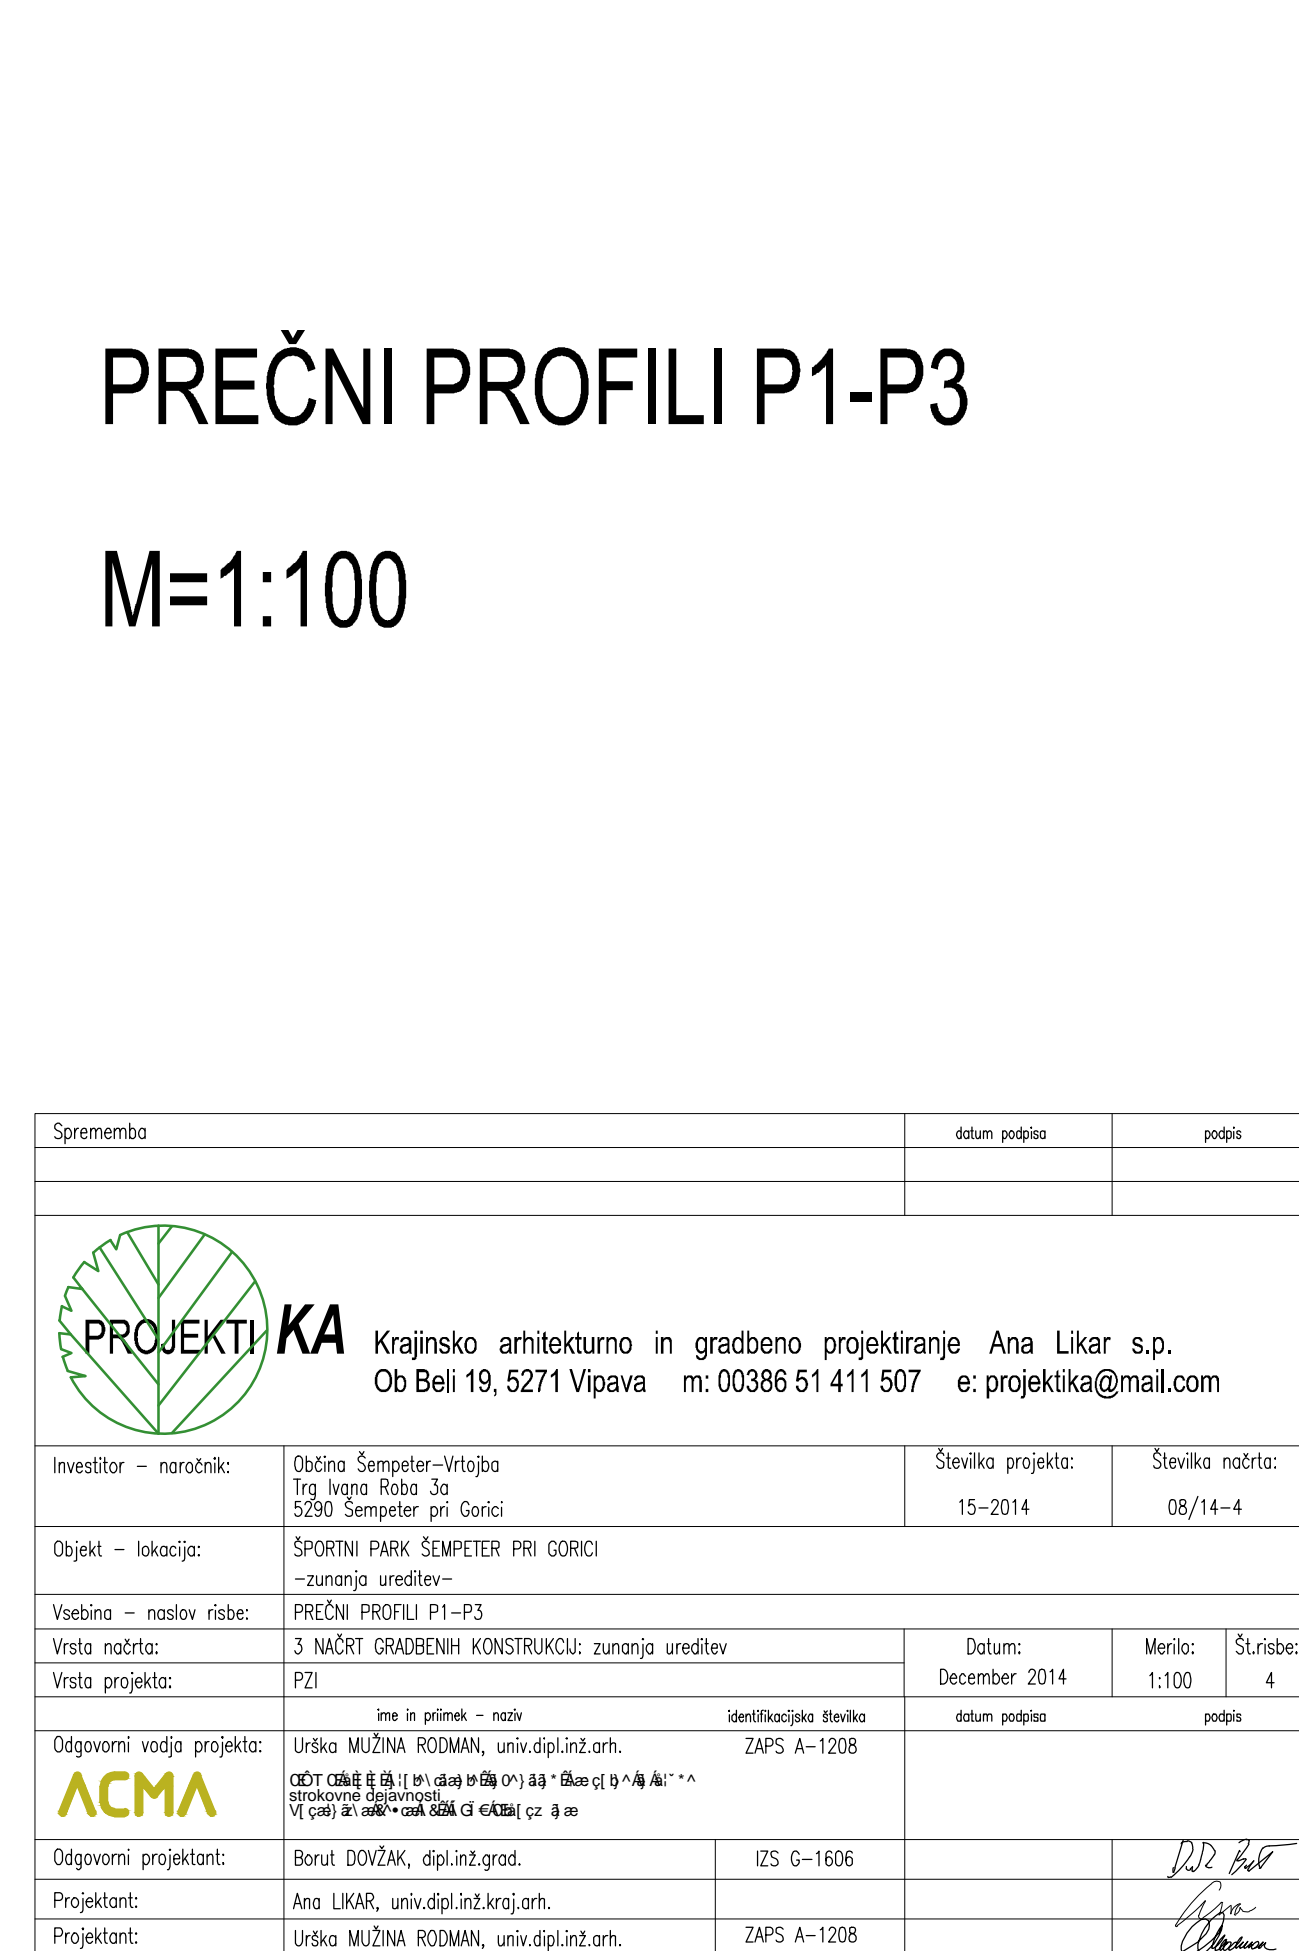 PREČNI PROFILI P1-P3
M=1:100
Sprememba datum podpisa podpis
PROJEKTI KA Krajinsko arhitekturno in gradbeno projektiranje Ana Likar s.p.
Ob Beli 19, 5271 Vipava m: 00386 51 411 507 e: projektika@mail.com
Investitor – naročnik: Občina Šempeter–Vrtojba Številka projekta: Številka načrta:
Trg Ivana Roba 3a
5290 Šempeter pri Gorici 15–2014 08/14–4
Objekt – lokacija: ŠPORTNI PARK ŠEMPETER PRI GORICI
–zunanja ureditev–
Vsebina – naslov risbe: PREČNI PROFILI P1–P3
Vrsta načrta: 3 NAČRT GRADBENIH KONSTRUKCIJ: zunanja ureditev Datum: Merilo: Št.risbe:
Vrsta projekta: PZI December 2014 1:100 4
ime in priimek – naziv identifikacijska številka datum podpisa podpis
Odgovorni vodja projekta: Urška MUŽINA RODMAN, univ.dipl.inž.arh. ZAPS A–1208
ACMA
strokovne dejavnosti
Odgovorni projektant: Borut DOVŽAK, dipl.inž.grad. IZS G–1606
Projektant: Ana LIKAR, univ.dipl.inž.kraj.arh.
Projektant: Urška MUŽINA RODMAN, univ.dipl.inž.arh. ZAPS A–1208